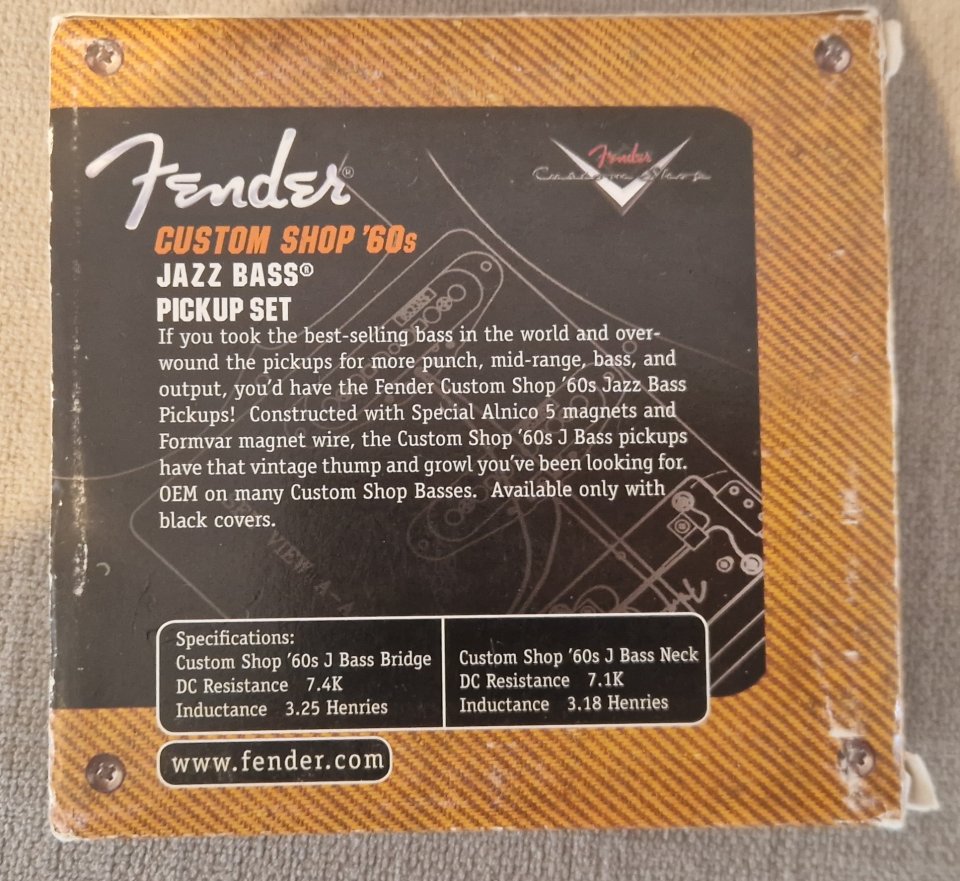 Fender®
Fender
Custom Shop
CUSTOM SHOP '60s
JAZZ BASS®
PICKUP SET
If you took the best-selling bass in the world and over-
wound the pickups for more punch, mid-range, bass, and
output, you'd have the Fender Custom Shop '60s Jazz Bass
Pickups! Constructed with Special Alnico 5 magnets and
Formvar magnet wire, the Custom Shop '60s J Bass pickups
have that vintage thump and growl you've been looking for.
OEM on many Custom Shop Basses. Available only with
black covers.
VIEW A-A
Specifications:
Custom Shop '60s J Bass Bridge
DC Resistance 7.4K
Inductance 3.25 Henries
Custom Shop '60s J Bass Neck
DC Resistance 7.1K
Inductance 3.18 Henries
www.fender.com